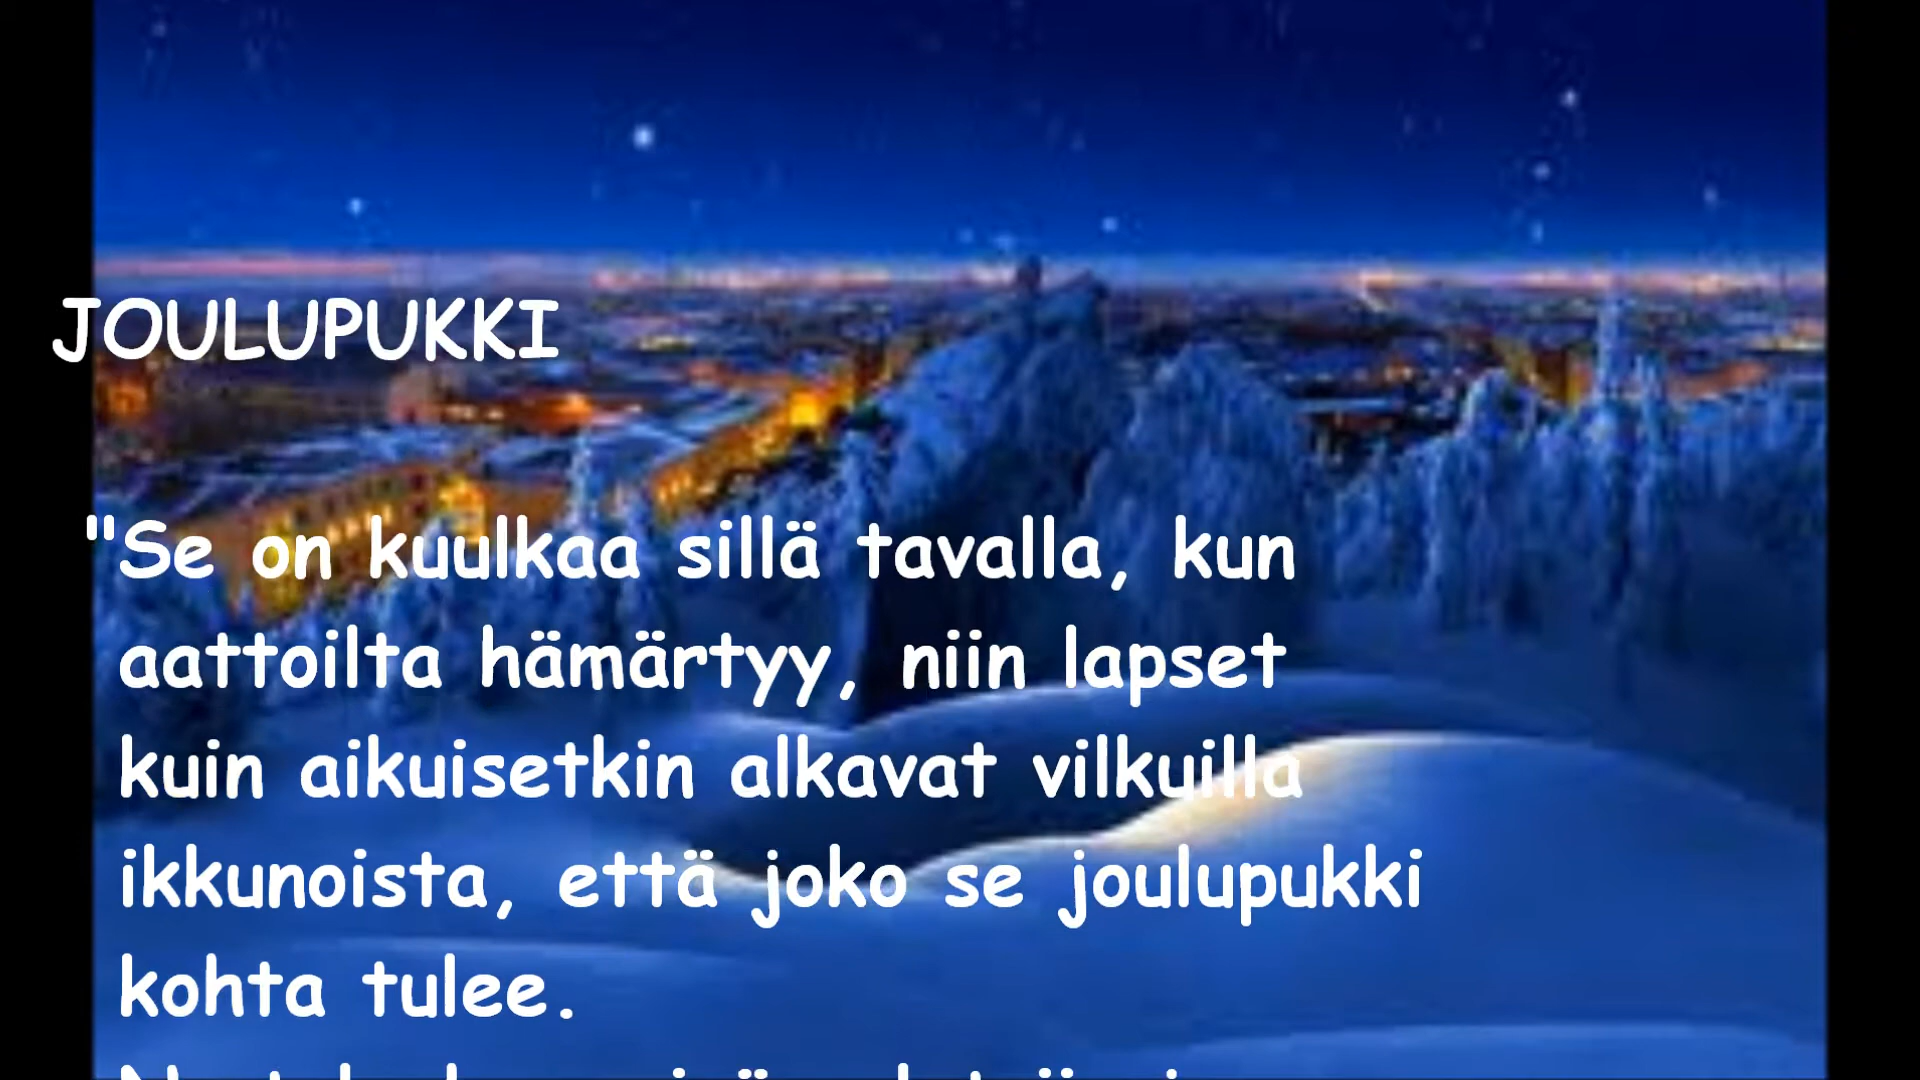 JOULUPUKKI
"Se on kuulkaa sillä tavalla, kun
aattoilta hämärtyy, niin lapset
kuin aikuisetkin alkavat vilkuilla
ikkunoista, että joko se joulupukki
kohta tulee.